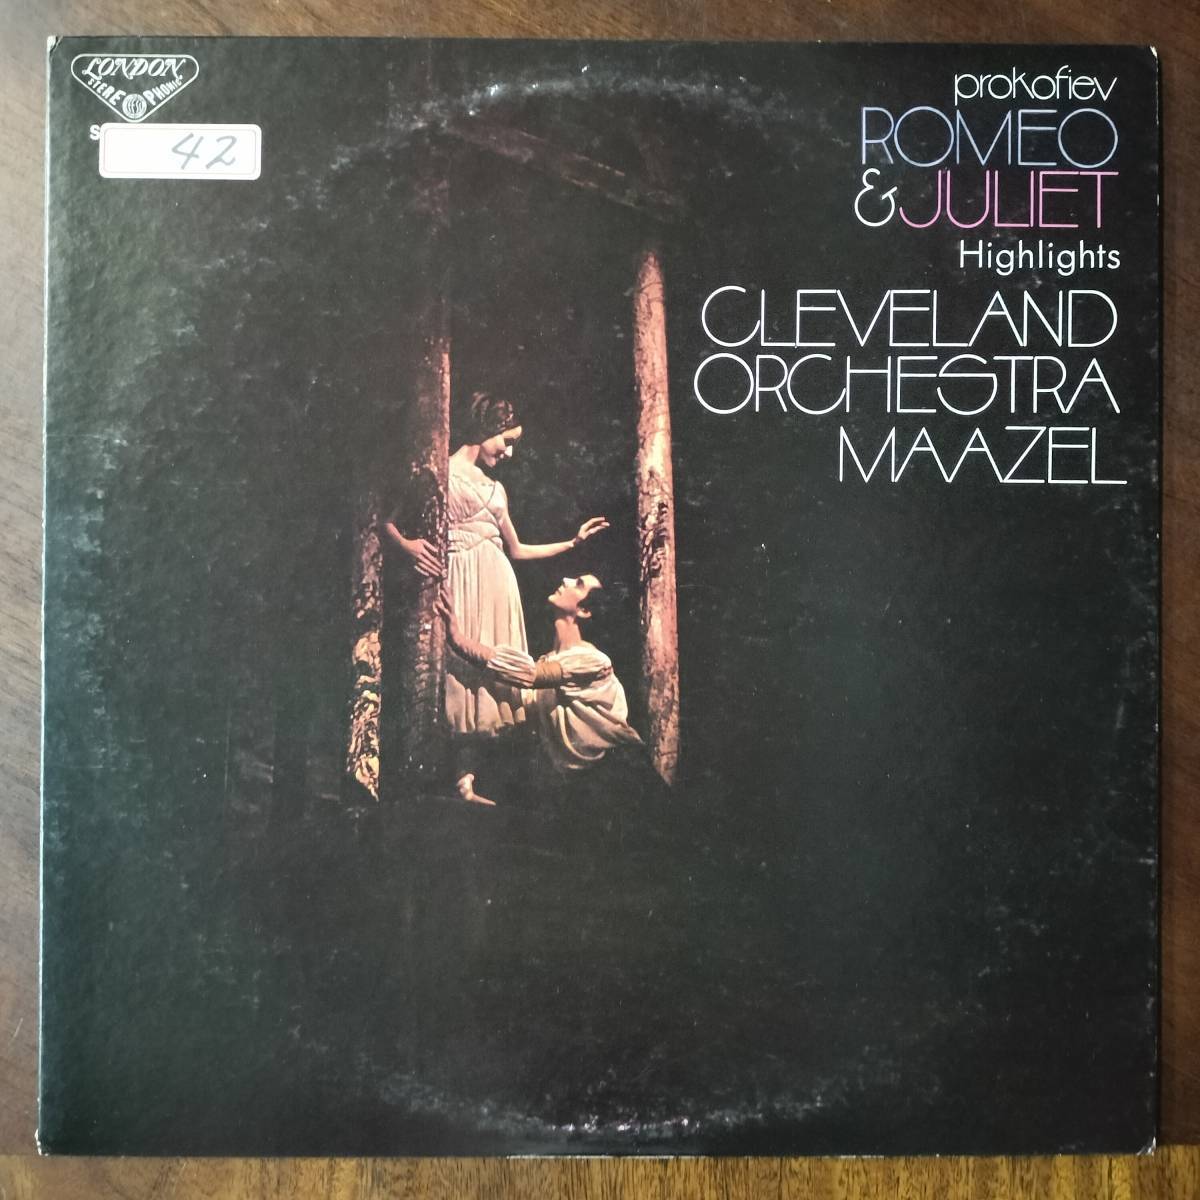 LONDON
STEREO PHONIC
S
42
prokofiev
ROMEO
& JULIET
Highlights
CLEVELAND
ORCHESTRA
MAAZEL